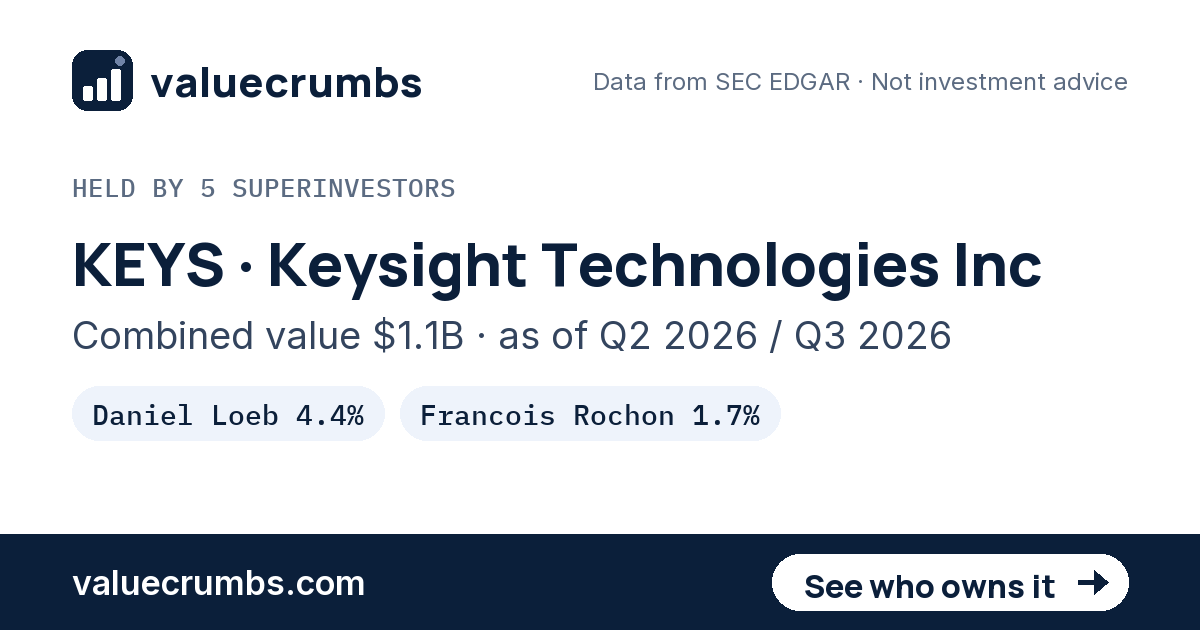 valuecrumbs
Data from SEC EDGAR · Not investment advice
HELD BY 5 SUPERINVESTORS
KEYS · Keysight Technologies Inc
Combined value $1.1B · as of Q2 2026 / Q3 2026
Daniel Loeb 4.4%
Francois Rochon 1.7%
valuecrumbs.com
See who owns it →